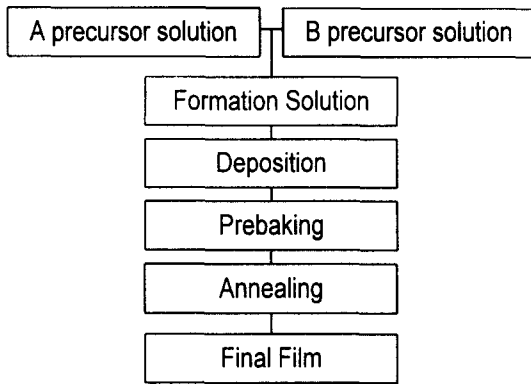 A precursor solution
B precursor solution
Formation Solution
Deposition
Prebaking
Annealing
Final Film